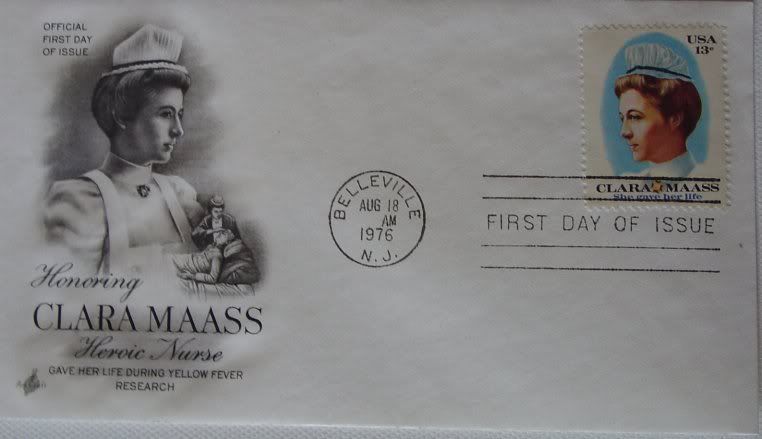 OFFICIAL
FIRST DAY
OF ISSUE
USA
13c
CLARA MAASS
She gave her life
BELLEVILLE
AUG 18
AM
1976
N.J.
FIRST DAY OF ISSUE
Honoring
CLARA MAASS
Heroic Nurse
GAVE HER LIFE DURING YELLOW FEVER
RESEARCH